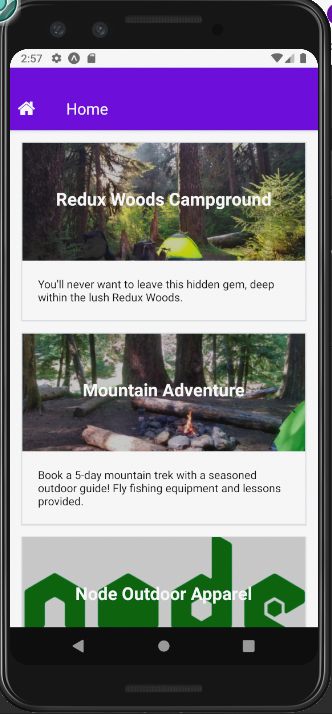 2:57
Home
Redux Woods Campground
You'll never want to leave this hidden gem, deep
within the lush Redux Woods.
Mountain Adventure
Book a 5-day mountain trek with a seasoned
outdoor guide! Fly fishing equipment and lessons
provided.
node
Node Outdoor Apparel